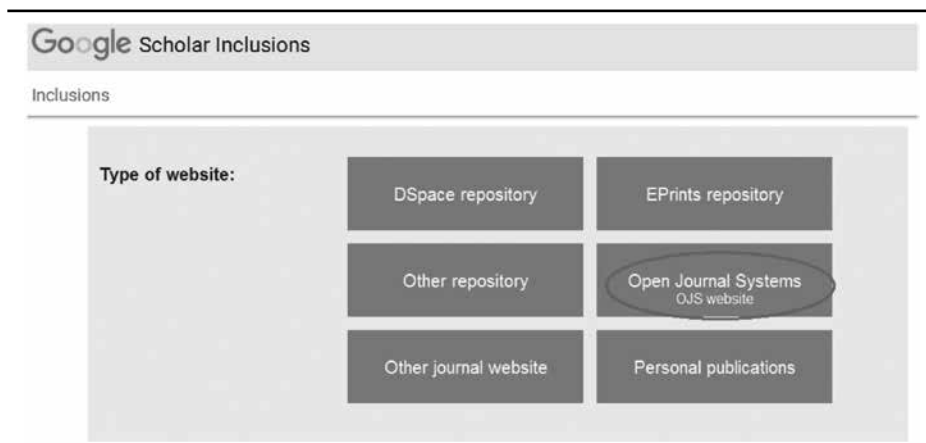 Google Scholar Inclusions
Inclusions
Type of website:
DSpace repository
EPrints repository
Other repository
Open Journal Systems
OJS website
Other journal website
Personal publications